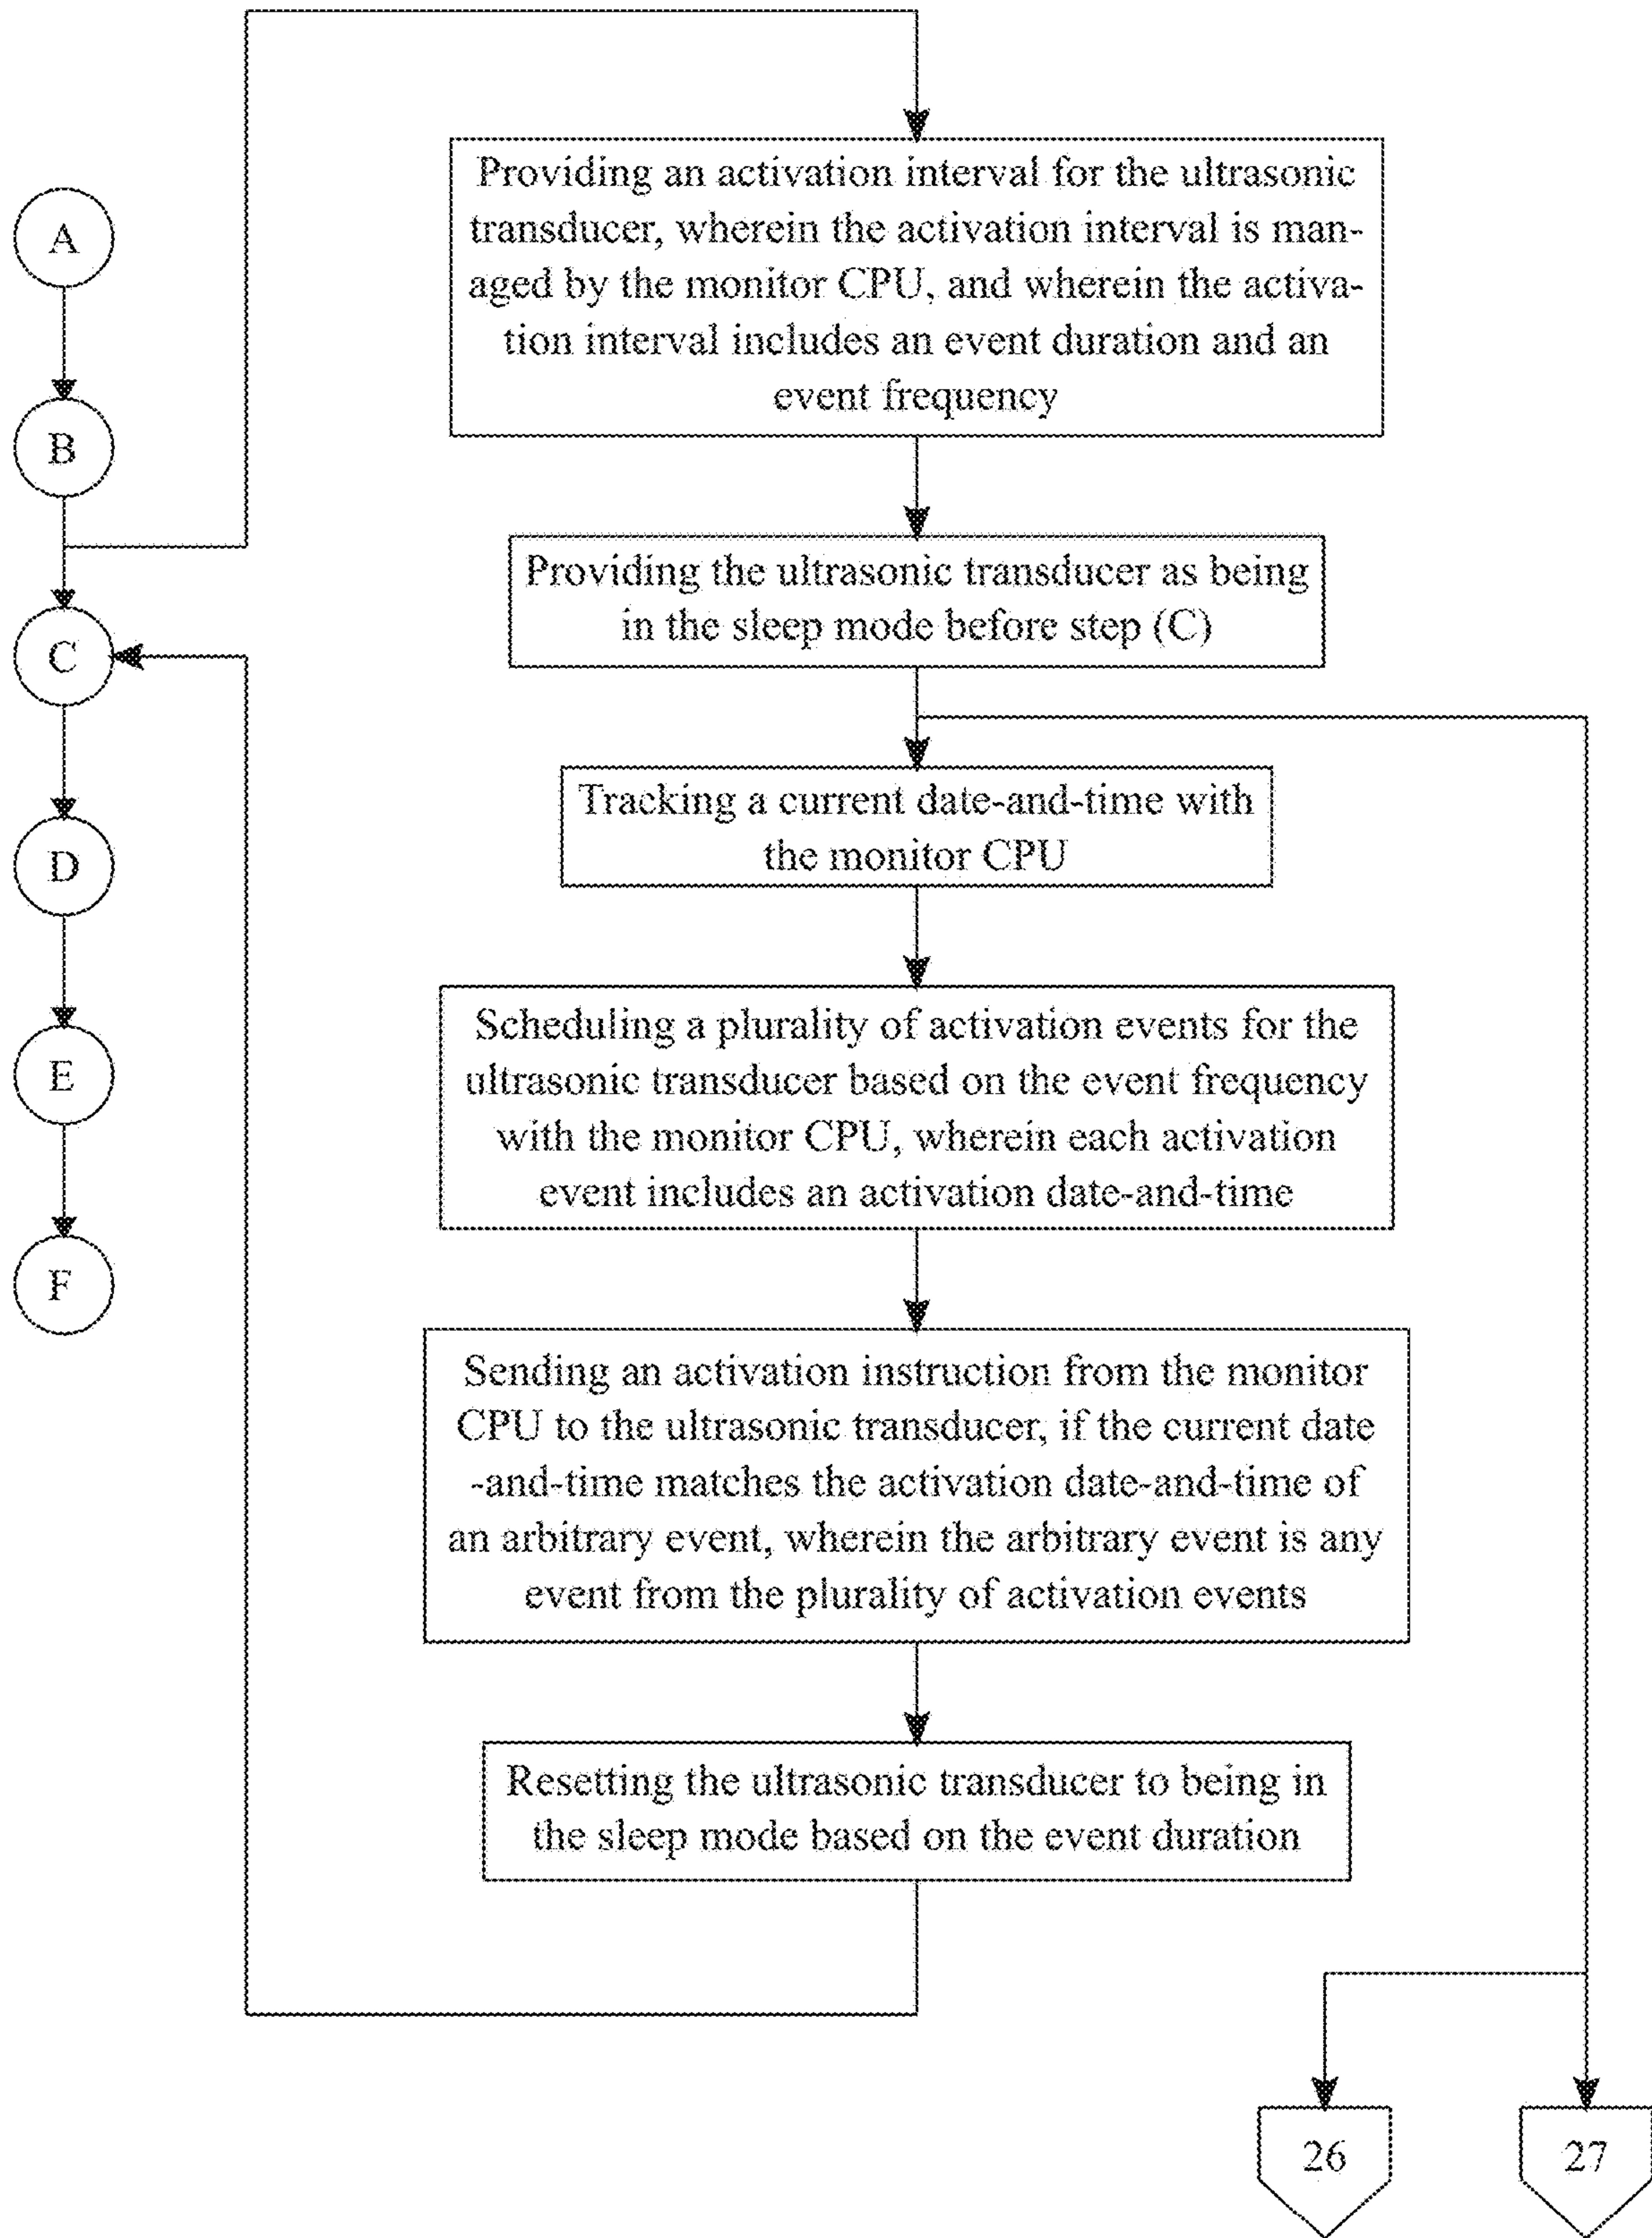 A
B
C
D
E
F
Providing an activation interval for the ultrasonic
transducer, wherein the activation interval is man-
aged by the monitor CPU, and wherein the activa-
tion interval includes an event duration and an
event frequency
Providing the ultrasonic transducer as being
in the sleep mode before step (C)
Tracking a current date-and-time with
the monitor CPU
Scheduling a plurality of activation events for the
ultrasonic transducer based on the event frequency
with the monitor CPU, wherein each activation
event includes an activation date-and-time
Sending an activation instruction from the monitor
CPU to the ultrasonic transducer, if the current date
-and-time matches the activation date-and-time of
an arbitrary event, wherein the arbitrary event is any
event from the plurality of activation events
Resetting the ultrasonic transducer to being in
the sleep mode based on the event duration
26
27